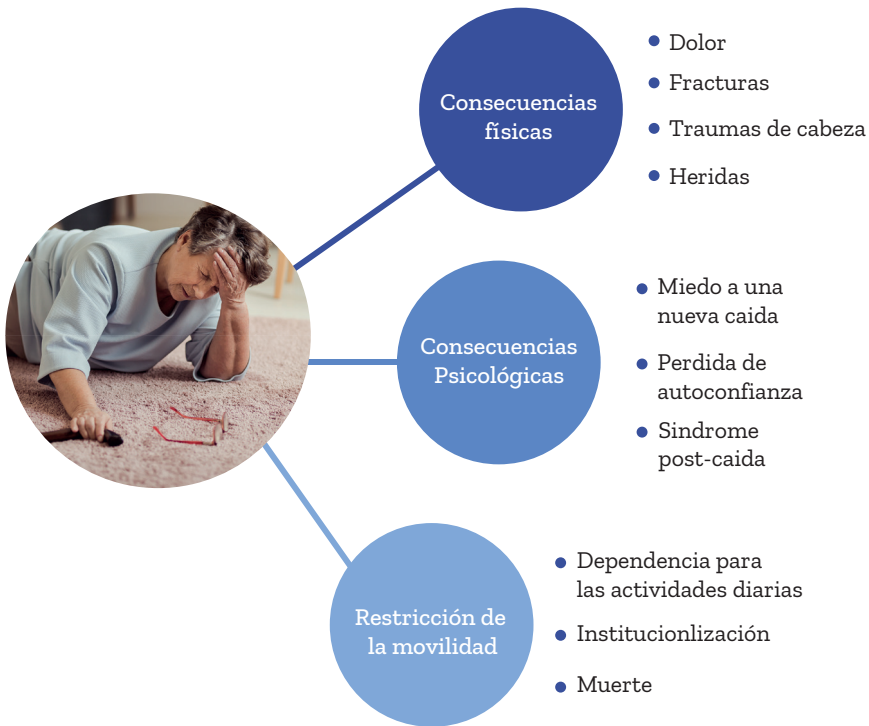 Consecuencias
físicas
• Dolor
• Fracturas
• Traumas de cabeza
• Heridas
Consecuencias
Psicológicas
• Miedo a una
nueva caida
• Perdida de
autoconfianza
• Sindrome
post-caida
Restricción de
la movilidad
• Dependencia para
las actividades diarias
• Institucionlización
• Muerte